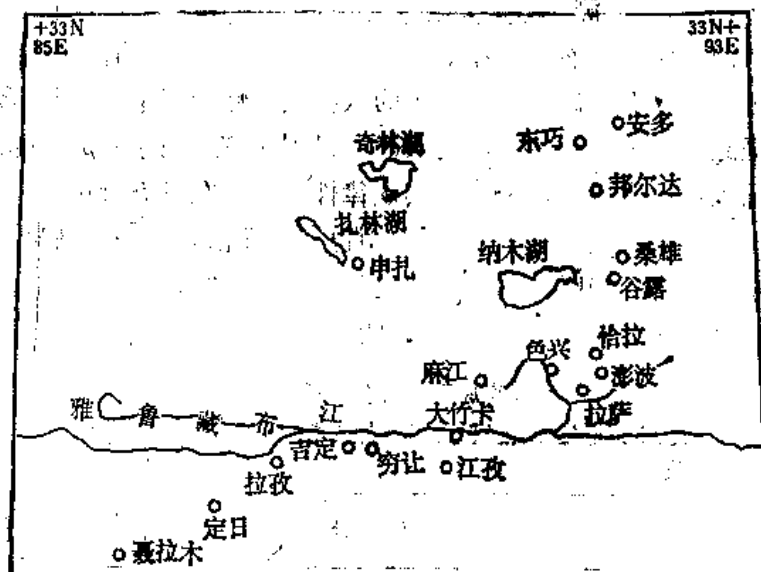 +33N
85E
33N+
93E
安多
东巧
奇林湖
邦尔达
扎林湖
申扎
纳木湖
桑雄
谷露
恰拉
色兴
麻江
澎波
雅鲁藏布江
大竹卡
拉萨
吉定
穷让
江孜
拉孜
定日
聂拉木